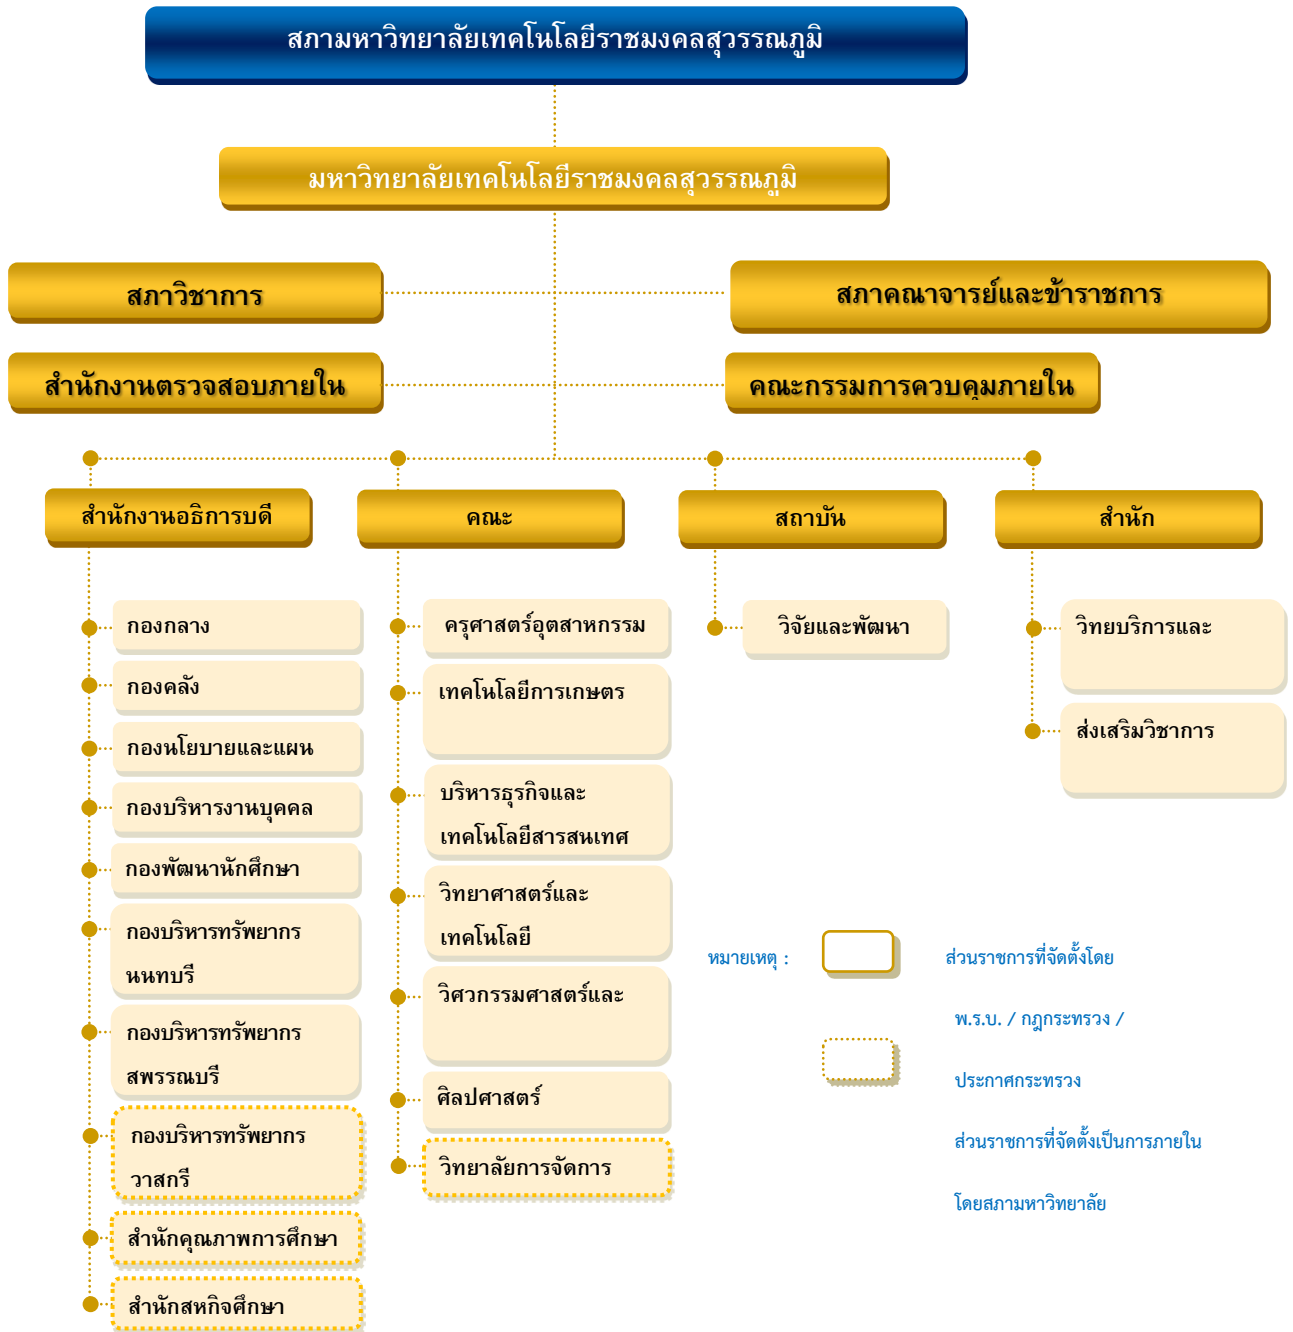 สภามหาวิทยาลัยเทคโนโลยีราชมงคลสุวรรณภูมิ
มหาวิทยาลัยเทคโนโลยีราชมงคลสุวรรณภูมิ
สภาวิชาการ
สภาคณาจารย์และข้าราชการ
สำนักงานตรวจสอบภายใน
คณะกรรมการควบคุมภายใน
สำนักงานอธิการบดี
คณะ
สถาบัน
สำนัก
กองกลาง
กองคลัง
กองนโยบายและแผน
กองบริหารงานบุคคล
กองพัฒนานักศึกษา
กองบริหารทรัพยากร
นนทบรี
กองบริหารทรัพยากร
สพรรณบรี
กองบริหารทรัพยากร
วาสกรี
สำนักคุณภาพการศึกษา
สำนักสหกิจศึกษา
ครุศาสตร์อุตสาหกรรม
เทคโนโลยีการเกษตร
บริหารธุรกิจและ
เทคโนโลยีสารสนเทศ
วิทยาศาสตร์และ
เทคโนโลยี
วิศวกรรมศาสตร์และ
ศิลปศาสตร์
วิทยาลัยการจัดการ
วิจัยและพัฒนา
วิทยบริการและ
ส่งเสริมวิชาการ
หมายเหตุ :
ส่วนราชการที่จัดตั้งโดย
พ.ร.บ. / กฎกระทรวง /
ประกาศกระทรวง
ส่วนราชการที่จัดตั้งเป็นการภายใน
โดยสภามหาวิทยาลัย